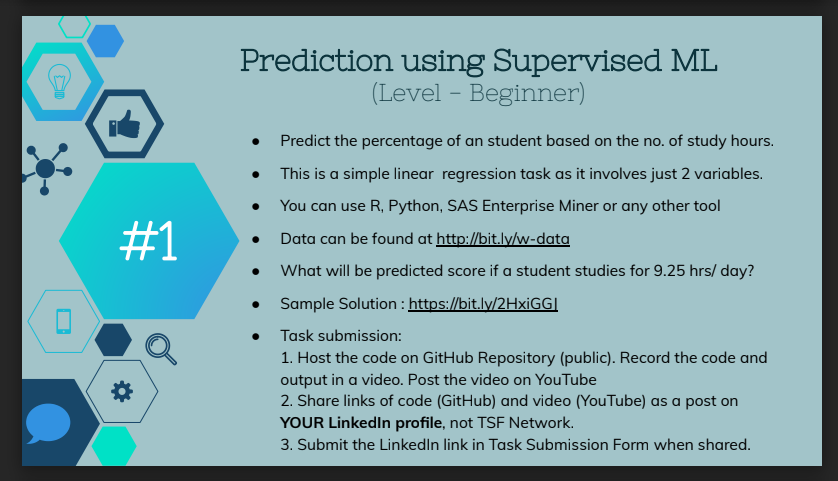 Prediction using Supervised ML
(Level – Beginner)
#1
● Predict the percentage of an student based on the no. of study hours.
● This is a simple linear  regression task as it involves just 2 variables.
● You can use R, Python, SAS Enterprise Miner or any other tool
● Data can be found at http://bit.ly/w-data
● What will be predicted score if a student studies for 9.25 hrs/ day?
● Sample Solution : https://bit.ly/2HxiGGJ
● Task submission:
1. Host the code on GitHub Repository (public). Record the code and
output in a video. Post the video on YouTube
2. Share links of code (GitHub) and video (YouTube) as a post on
YOUR LinkedIn profile, not TSF Network.
3. Submit the LinkedIn link in Task Submission Form when shared.